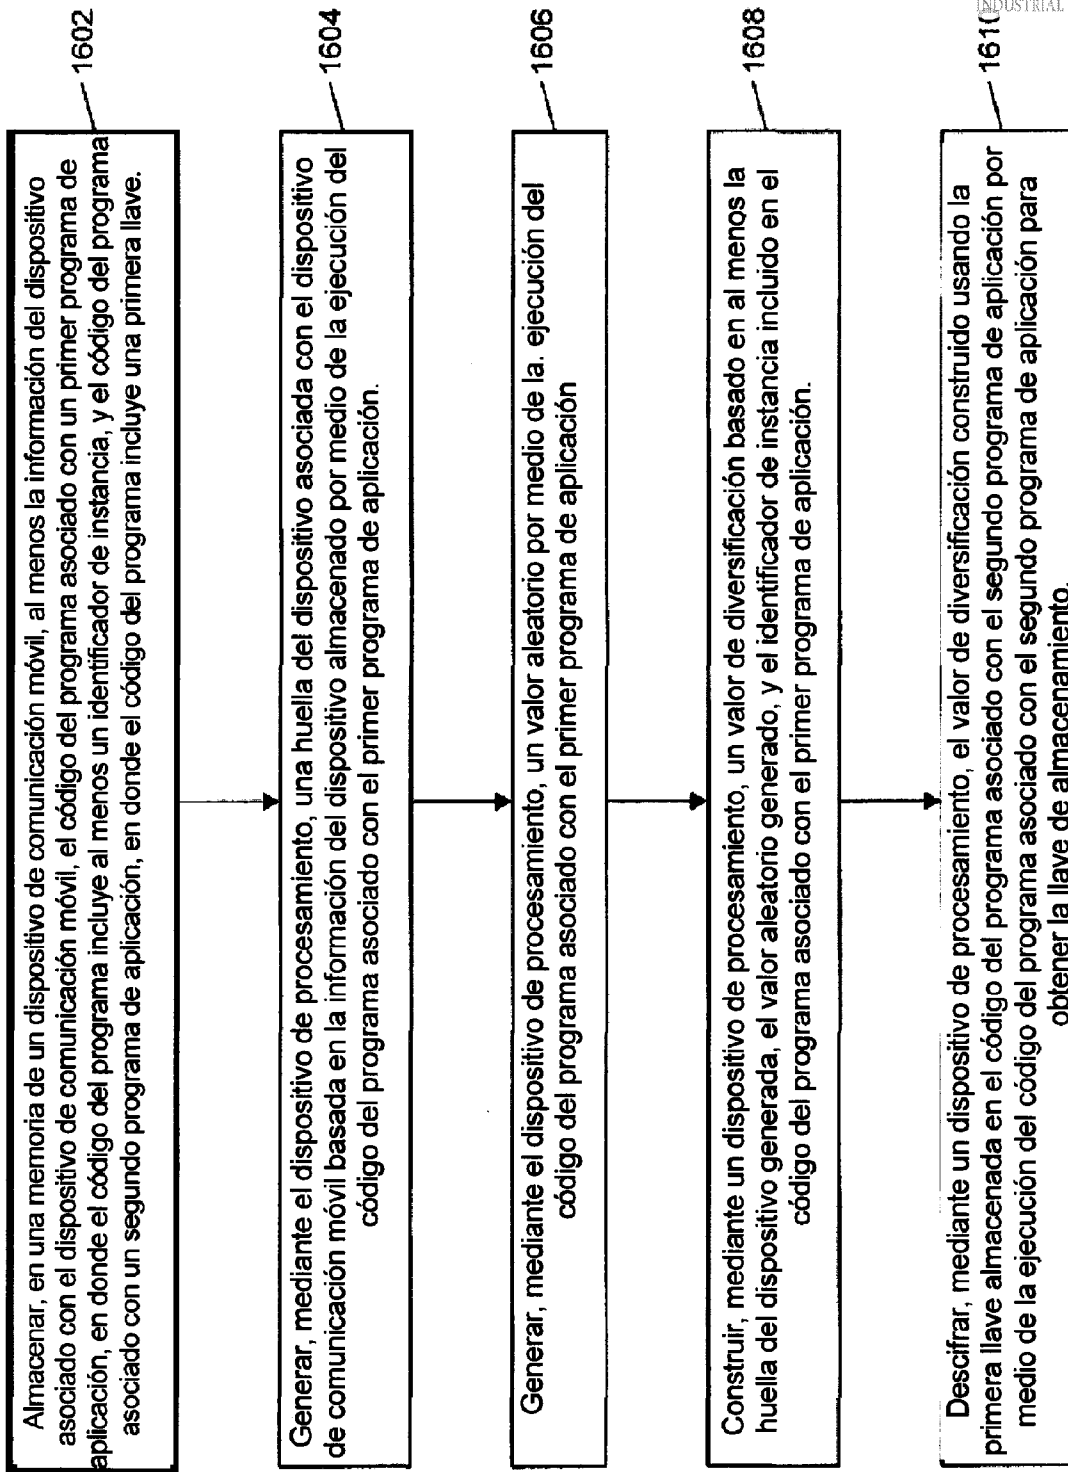 INDUSTRIAL
1602
Almacenar, en una memoria de un dispositivo de comunicación móvil, al menos la información del dispositivo
asociado con el dispositivo de comunicación móvil, el código del programa asociado con un primer programa de
aplicación, en donde el código del programa incluye al menos un identificador de instancia, y el código del programa
asociado con un segundo programa de aplicación, en donde el código del programa incluye una primera llave.
1604
Generar, mediante el dispositivo de procesamiento, una huella del dispositivo asociada con el dispositivo
de comunicación móvil basada en la información del dispositivo almacenado por medio de la ejecución del
código del programa asociado con el primer programa de aplicación.
1606
Generar, mediante el dispositivo de procesamiento, un valor aleatorio por medio de la. ejecución del
código del programa asociado con el primer programa de aplicación
1608
Construir, mediante un dispositivo de procesamiento, un valor de diversificación basado en al menos la
huella del dispositivo generada, el valor aleatorio generado, y el identificador de instancia incluido en el
código del programa asociado con el primer programa de aplicación.
1610
Descifrar, mediante un dispositivo de procesamiento, el valor de diversificación construido usando la
primera llave almacenada en el código del programa asociado con el segundo programa de aplicación por
medio de la ejecución del código del programa asociado con el segundo programa de aplicación para
obtener la llave de almacenamiento.